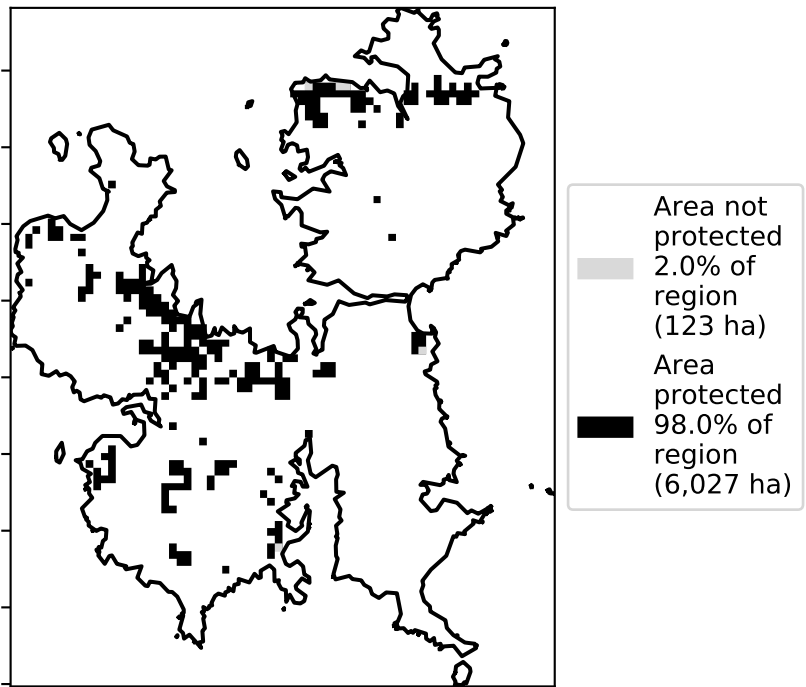 Area not
protected
2.0% of
region
(123 ha)
Area
protected
98.0% of
region
(6,027 ha)